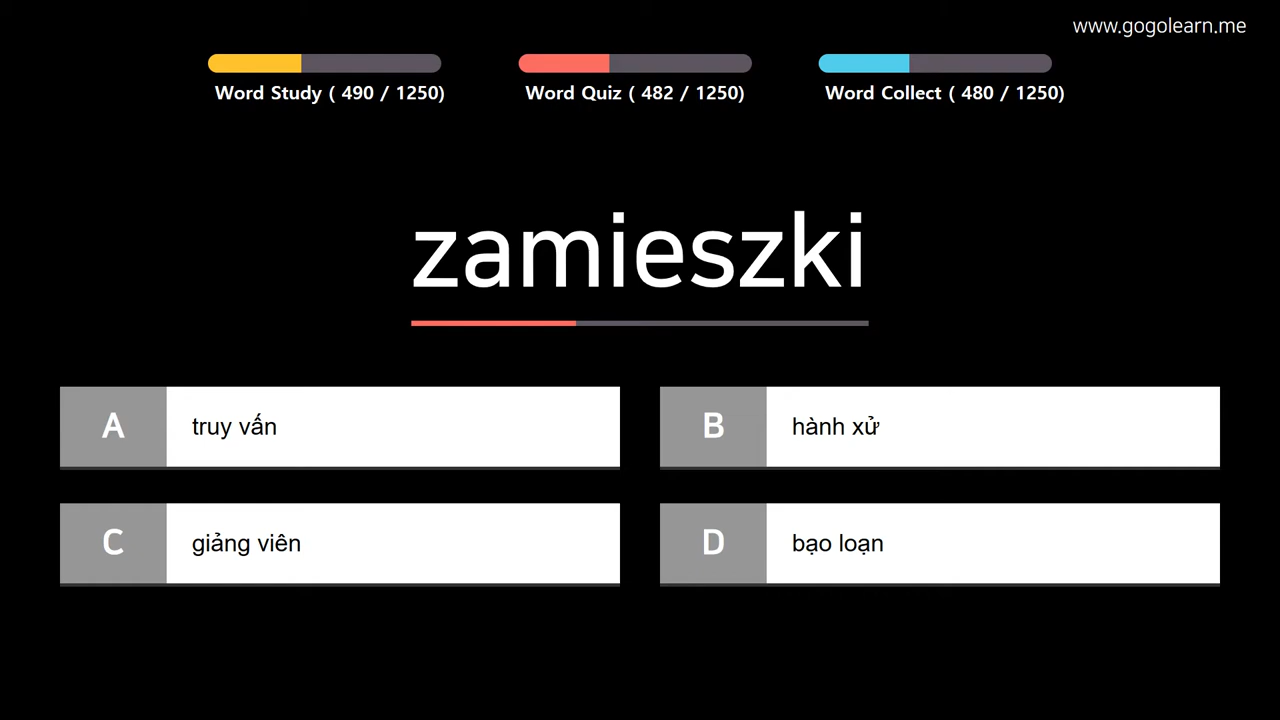 www.gogolearn.me
Word Study ( 490 / 1250)
Word Quiz ( 482 / 1250)
Word Collect ( 480 / 1250)
zamieszki
A truy vấn
B hành xử
C giảng viên
D bạo loạn